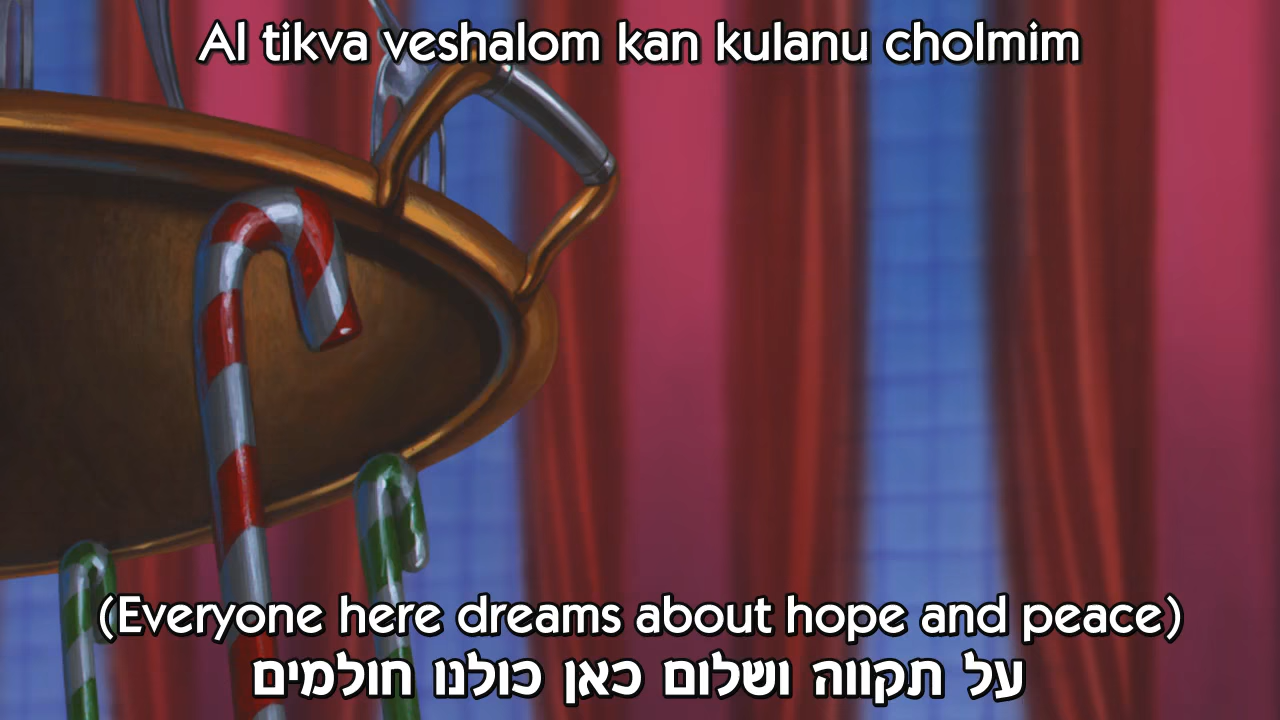 Al tikva veshalom kan kulanu cholmim
(Everyone here dreams about hope and peace)
על תקווה ושלום כאן כולנו חולמים